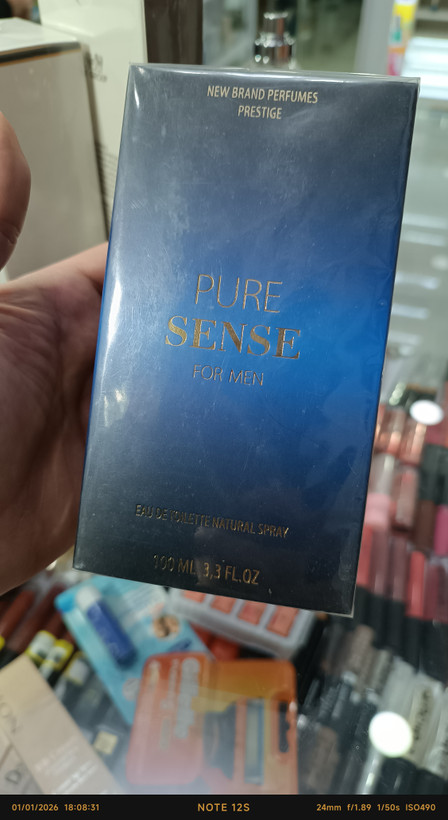 NEW BRAND PERFUMES
PRESTIGE
PURE
SENSE
FOR MEN
EAU DE TOILETTE NATURAL SPRAY
100 ML 3,3 FL.OZ
01/01/2026 18:08:31
NOTE 12S
24mm f/1.89 1/50s ISO490